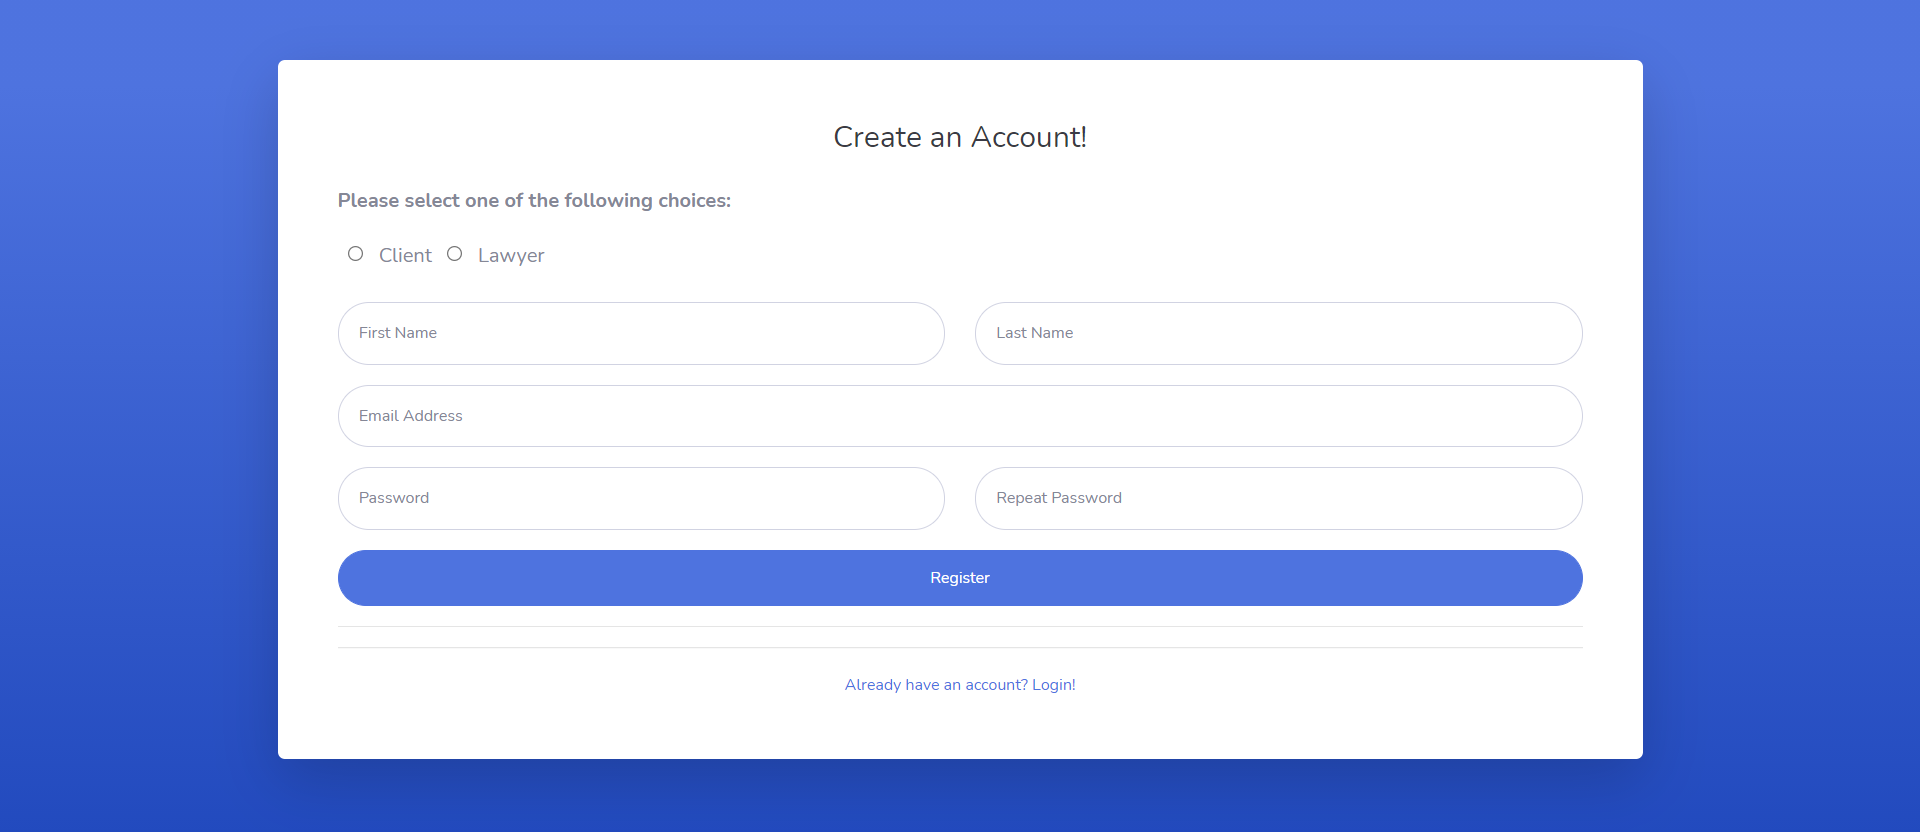 Create an Account!
Please select one of the following choices:
Client Lawyer
First Name Last Name
Email Address
Password Repeat Password
Register
Already have an account? Login!